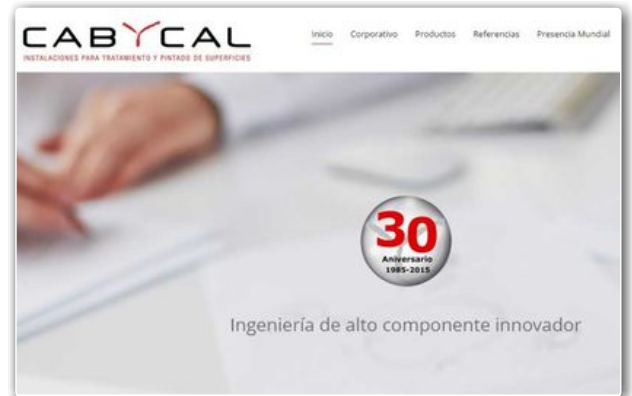 CABYCAL
INSTALACIONES PARA TRATAMIENTO Y PINTADO DE SUPERFICIES
Inicio Corporativo Productos Referencias Presencia Mundial
30
Aniversario
1985-2015
Ingeniería de alto componente innovador